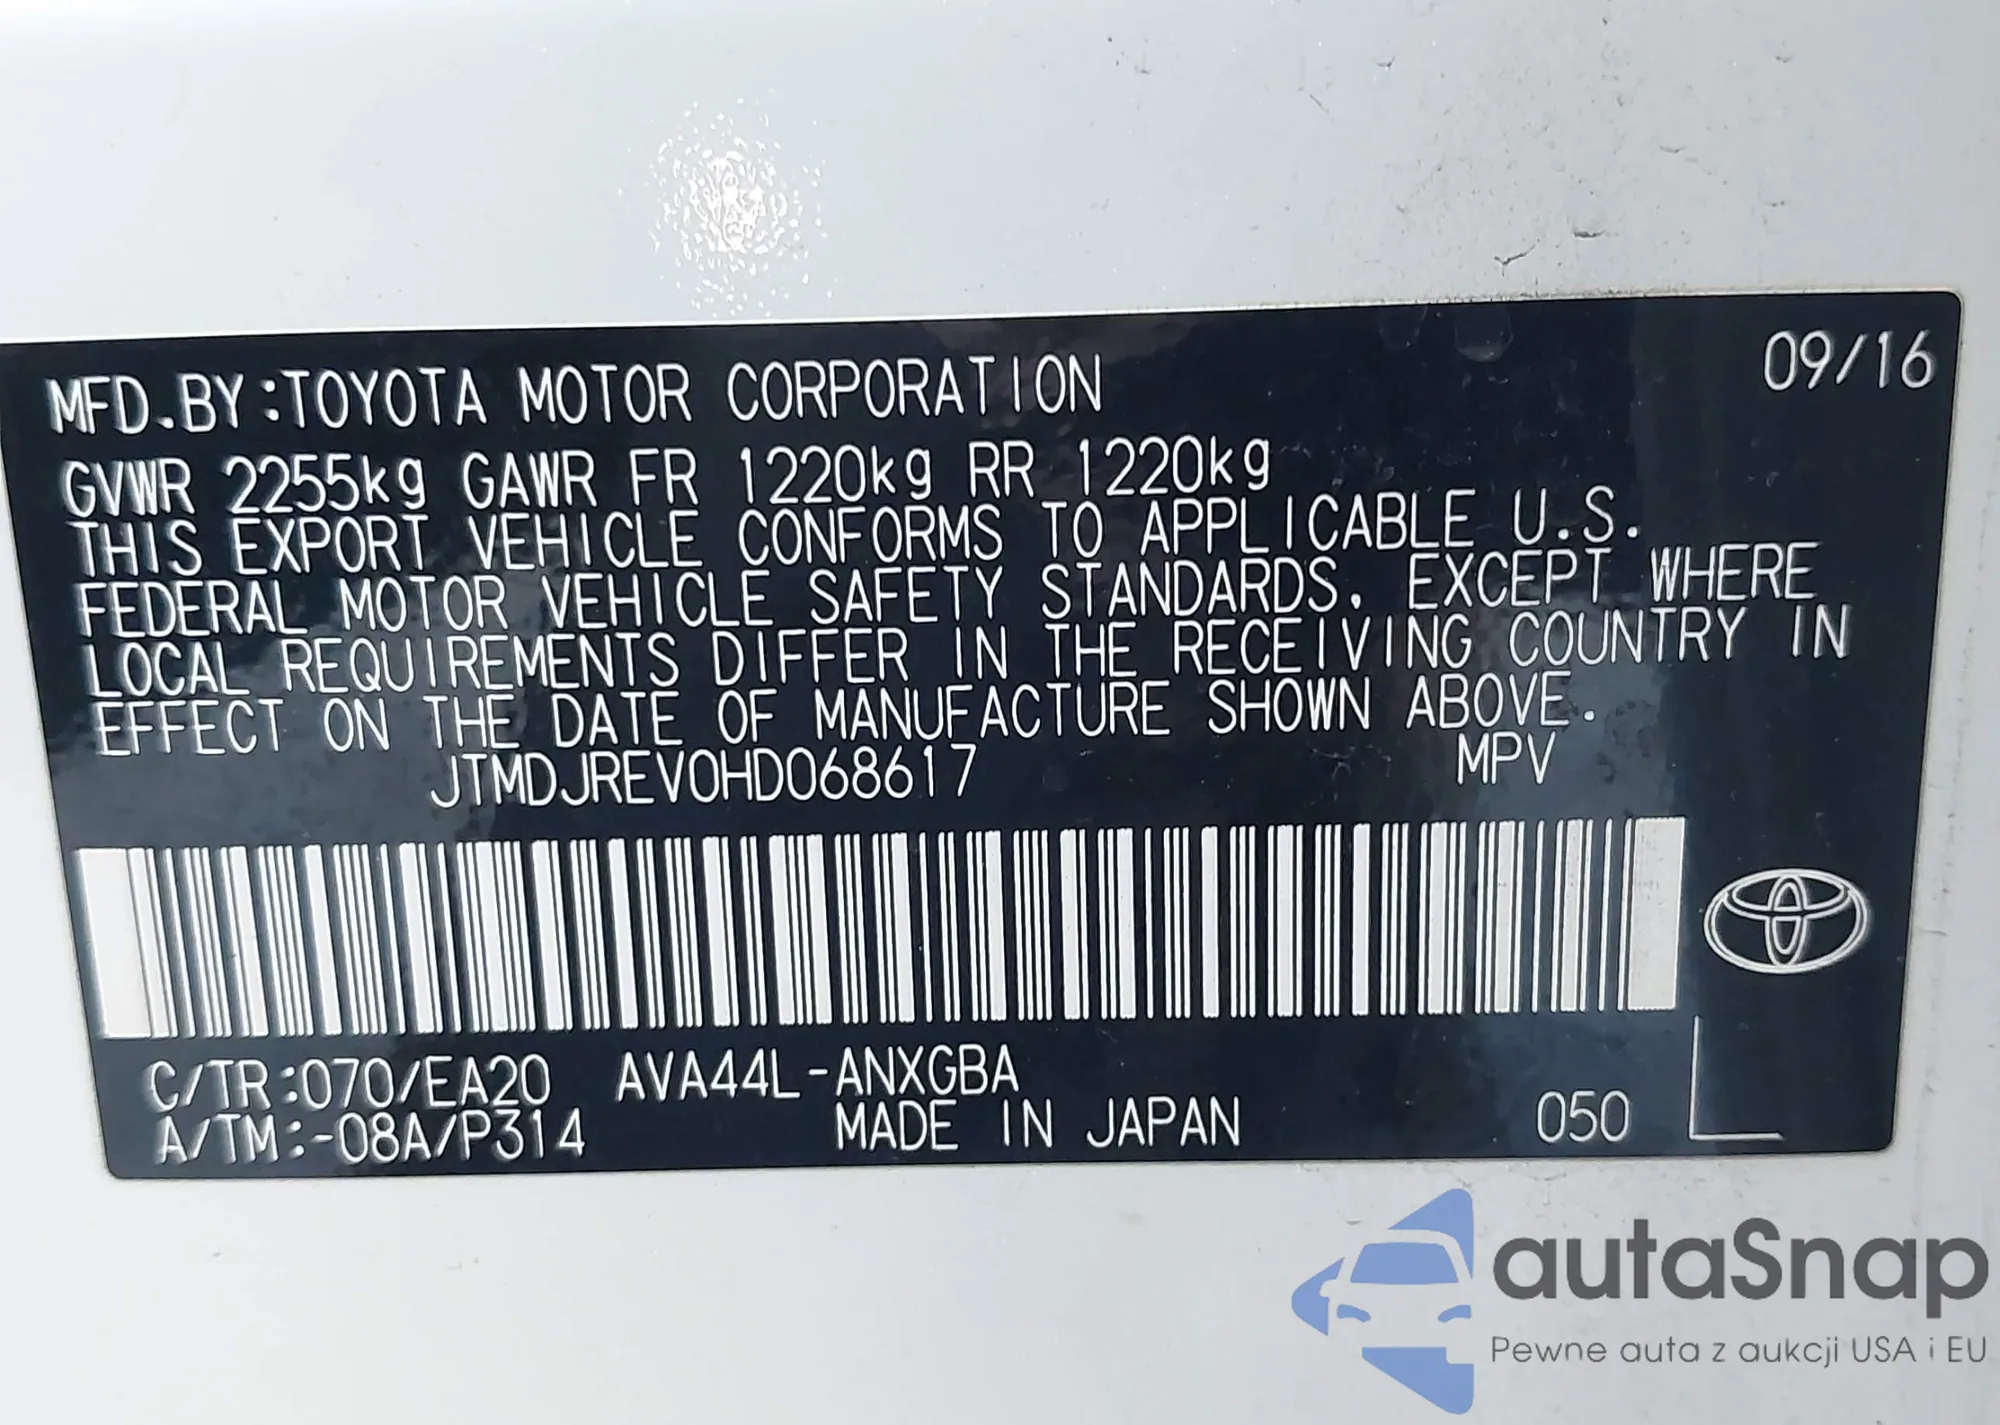 09/16
MFD.BY:TOYOTA MOTOR CORPORATION
GVWR 2255kg GAWR FR 1220kg RR 1220kg
THIS EXPORT VEHICLE CONFORMS TO APPLICABLE U.S.
FEDERAL MOTOR VEHICLE SAFETY STANDARDS, EXCEPT WHERE
LOCAL REQUIREMENTS DIFFER IN THE RECEIVING COUNTRY IN
EFFECT ON THE DATE OF MANUFACTURE SHOWN ABOVE.
JTMDJREV0HD068617 MPV
C/TR:070/EA20 AVA44L-ANXGBA
A/TM:-08A/P314 MADE IN JAPAN 050
autaSnap
Pewne auta z aukcji USA i EU